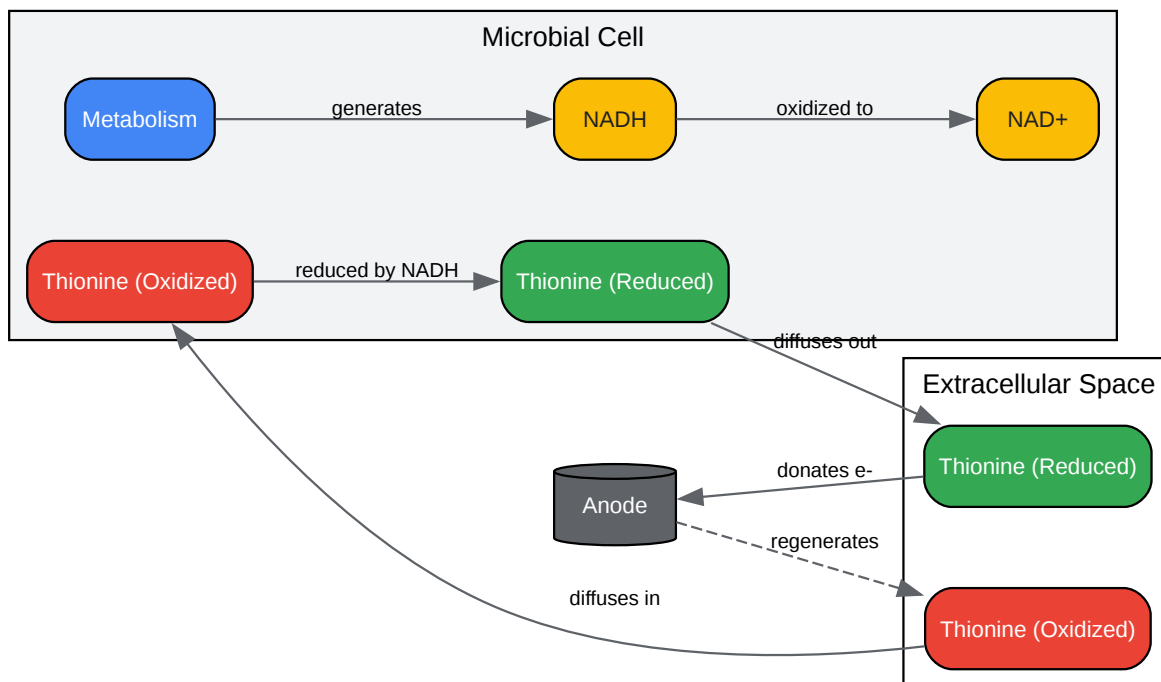 Microbial Cell
Metabolism
generates
NADH
oxidized to
NAD+
Thionine (Oxidized)
reduced by NADH
Thionine (Reduced)
diffuses out
Extracellular Space
Thionine (Reduced)
donates e-
Anode
regenerates
Thionine (Oxidized)
diffuses in